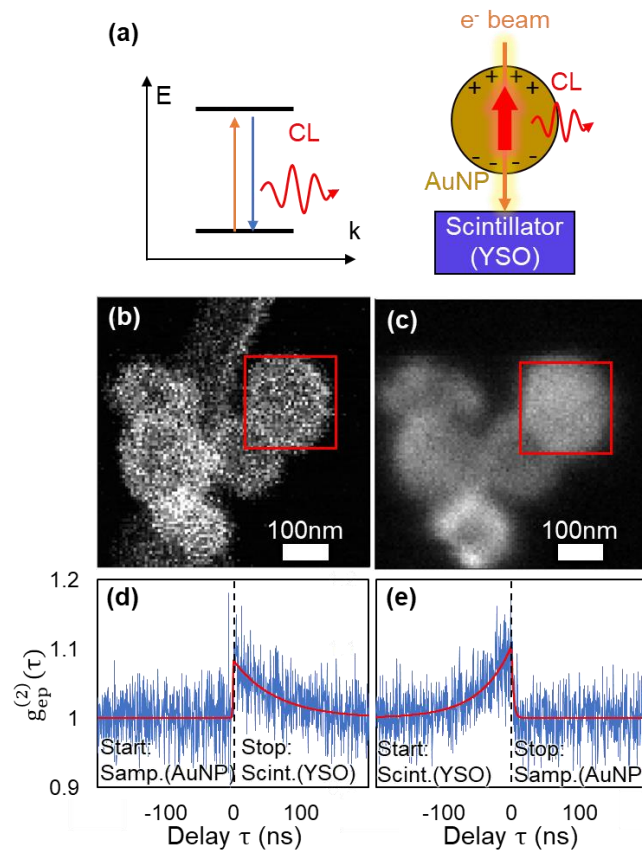 (a)
e⁻ beam
E
CL
k
CL
AuNP
Scintillator
(YSO)
(b)
100nm
(c)
100nm
g_ep^(2)(τ)
1.2
1.1
1
0.9
(d)
Start:
Samp.(AuNP)
Stop:
Scint.(YSO)
-100 0 100
Delay τ (ns)
(e)
Start:
Scint.(YSO)
Stop:
Samp.(AuNP
-100 0 100
Delay τ (ns)